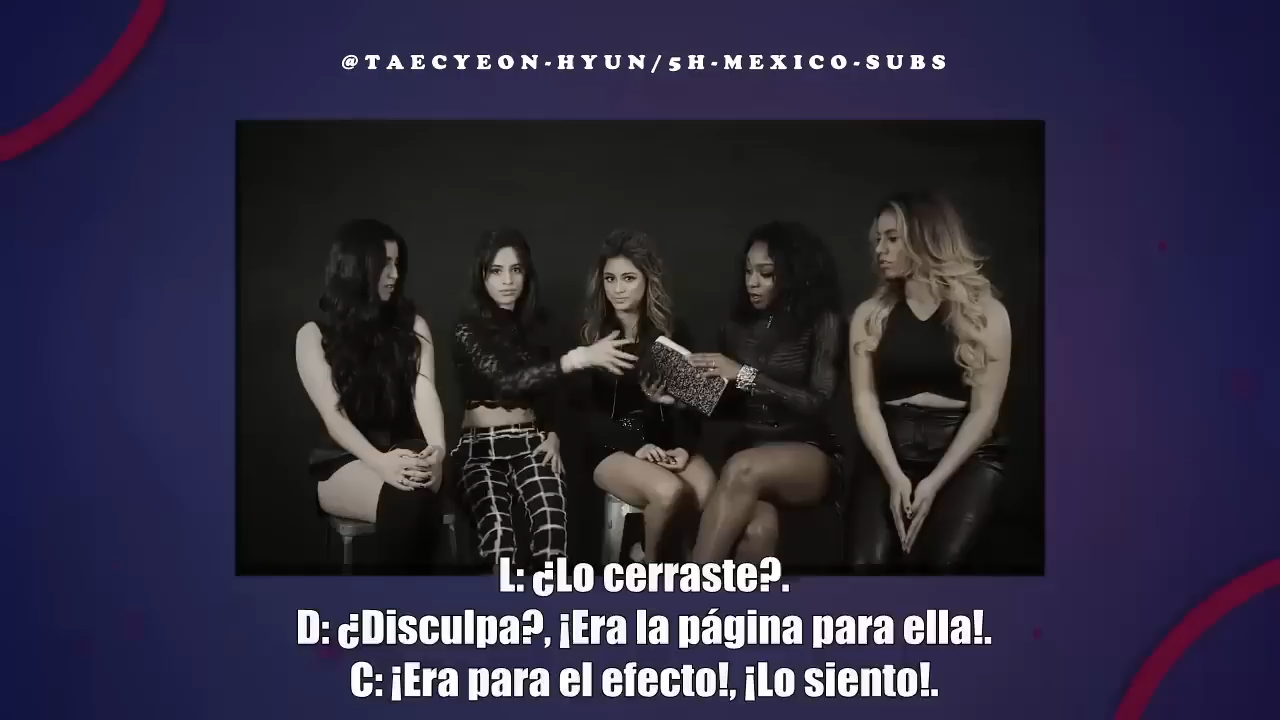 @TAECYEON-HYUN/5H-MEXICO-SUBS
L: ¿Lo cerraste?.
D: ¿Disculpa?, ¡Era la página para ella!.
C: ¡Era para el efecto!, ¡Lo siento!.